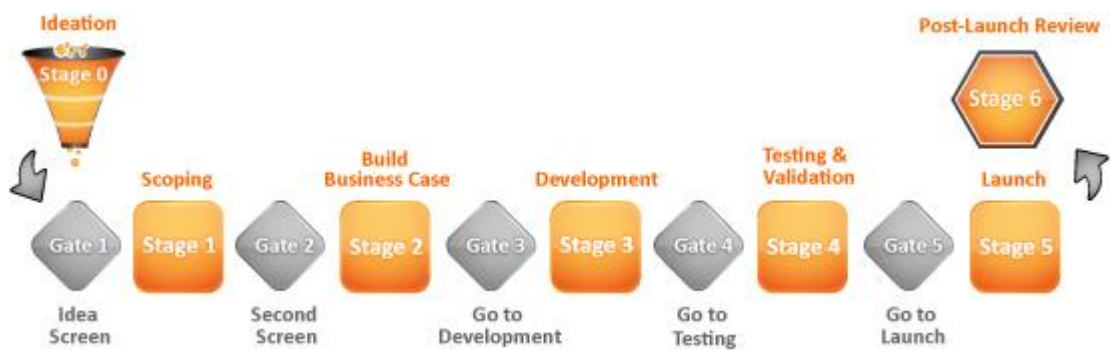 Ideation
Stage 0
Post-Launch Review
Stage 6
Scoping
Build
Business Case
Development
Testing &
Validation
Launch
Gate 1
Stage 1
Gate 2
Stage 2
Gate 3
Stage 3
Gate 4
Stage 4
Gate 5
Stage 5
Idea
Screen
Second
Screen
Go to
Development
Go to
Testing
Go to
Launch